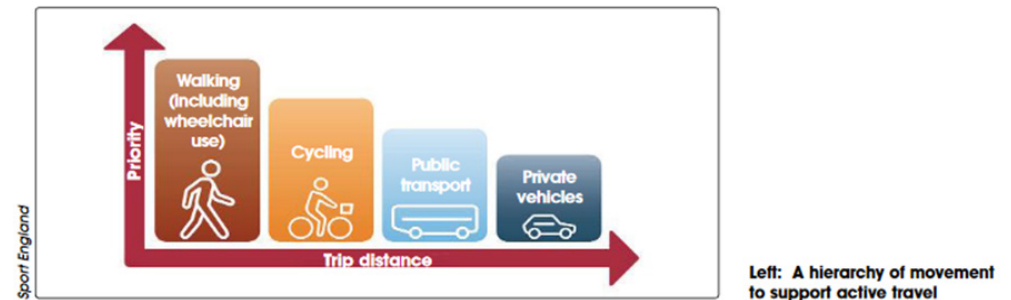 Walking
(including
wheelchair
use)
Cycling
Public
transport
Private
vehicles
Priority
Trip distance
Sport England
Left: A hierarchy of movement
to support active travel